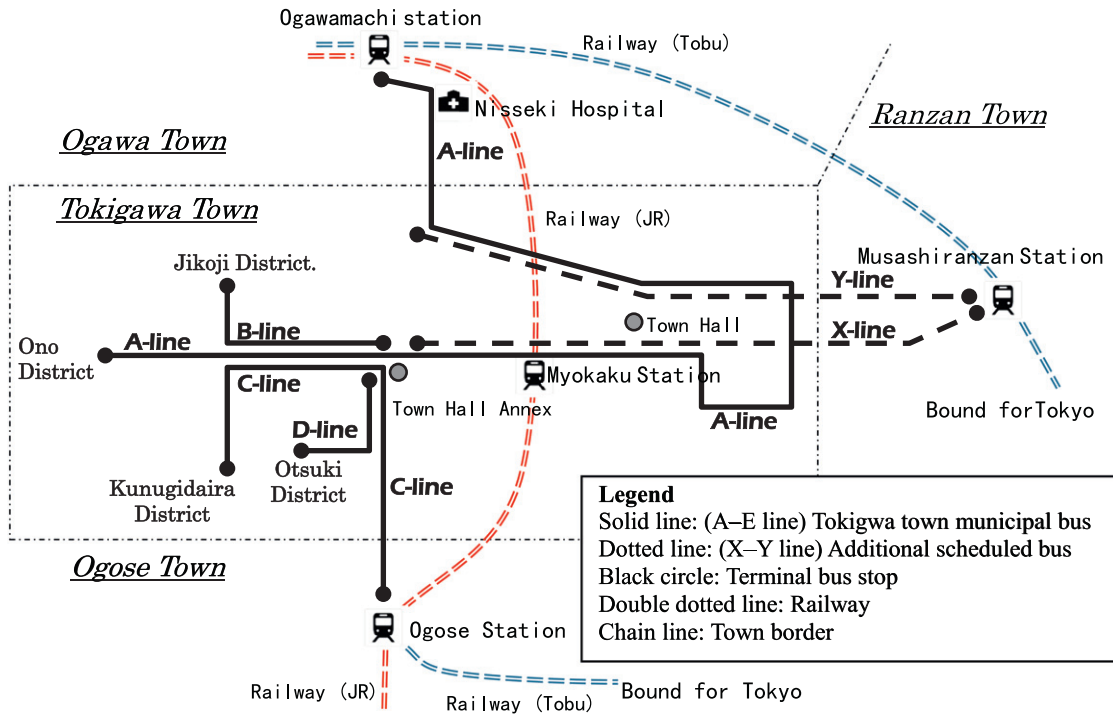 Ogawamachi station
Railway (Tobu)
Nisseki Hospital
Ranzan Town
Ogawa Town
A-line
Tokigawa Town
Railway (JR)
Jikoji District.
Musashiranzan Station
Y-line
B-line
Town Hall
X-line
A-line
Ono
District
C-line
Myokaku Station
Town Hall Annex
A-line
Bound forTokyo
D-line
Otsuki
District
Kunugidaira
District
C-line
Legend
Solid line: (A–E line) Tokigwa town municipal bus
Dotted line: (X–Y line) Additional scheduled bus
Black circle: Terminal bus stop
Double dotted line: Railway
Chain line: Town border
Ogose Town
Ogose Station
Railway (JR)
Railway (Tobu)
Bound for Tokyo